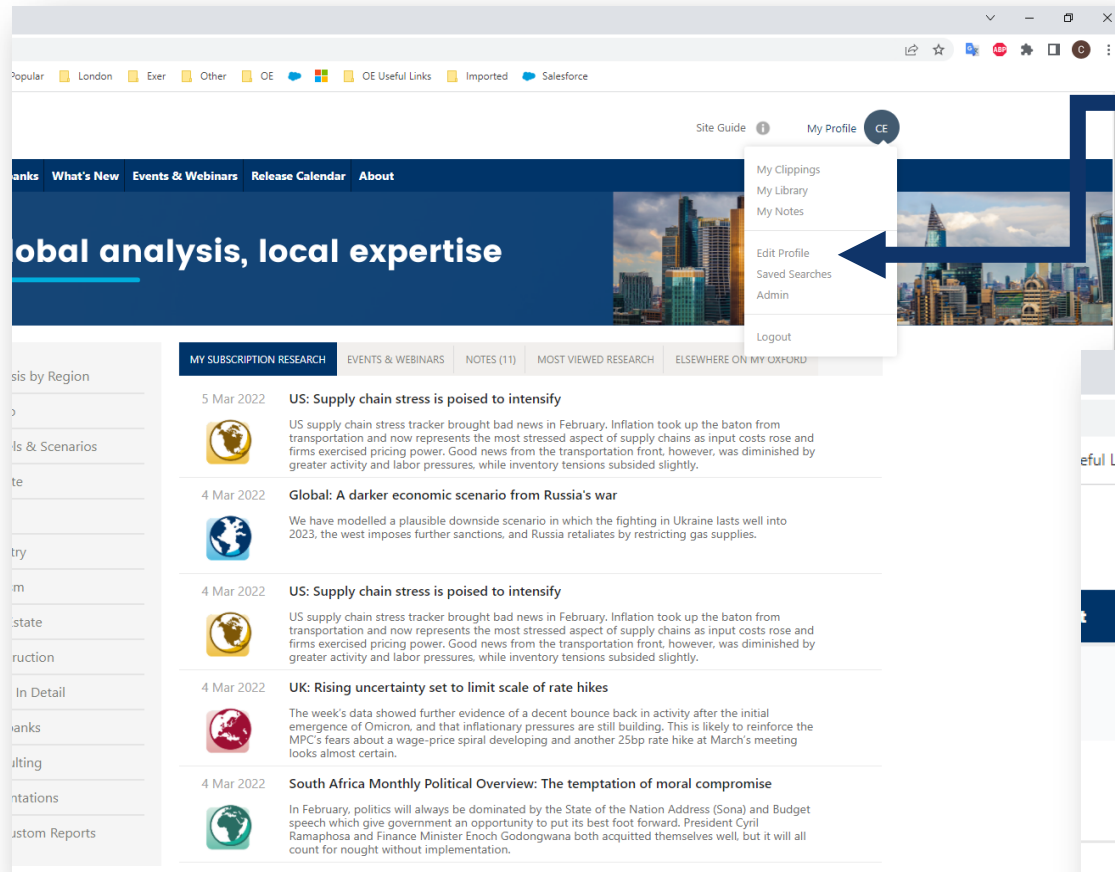 Popular London Exer Other OE OE Useful Links Imported Salesforce
ABP C
Site Guide i My Profile CE
anks What's New Events & Webinars Release Calendar About
My Clippings
My Library
My Notes
Edit Profile
Saved Searches
Admin
Logout
lobal analysis, local expertise
MY SUBSCRIPTION RESEARCH EVENTS & WEBINARS NOTES (11) MOST VIEWED RESEARCH ELSEWHERE ON MY OXFORD
sis by Region
ls & Scenarios
te
try
m
state
ruction
In Detail
anks
ulting
ntations
ustom Reports
5 Mar 2022 US: Supply chain stress is poised to intensify
US supply chain stress tracker brought bad news in February. Inflation took up the baton from
transportation and now represents the most stressed aspect of supply chains as input costs rose and
firms exercised pricing power. Good news from the transportation front, however, was diminished by
greater activity and labor pressures, while inventory tensions subsided slightly.
4 Mar 2022 Global: A darker economic scenario from Russia's war
We have modelled a plausible downside scenario in which the fighting in Ukraine lasts well into
2023, the west imposes further sanctions, and Russia retaliates by restricting gas supplies.
4 Mar 2022 US: Supply chain stress is poised to intensify
US supply chain stress tracker brought bad news in February. Inflation took up the baton from
transportation and now represents the most stressed aspect of supply chains as input costs rose and
firms exercised pricing power. Good news from the transportation front, however, was diminished by
greater activity and labor pressures, while inventory tensions subsided slightly.
4 Mar 2022 UK: Rising uncertainty set to limit scale of rate hikes
The week's data showed further evidence of a decent bounce back in activity after the initial
emergence of Omicron, and that inflationary pressures are still building. This is likely to reinforce the
MPC's fears about a wage-price spiral developing and another 25bp rate hike at March's meeting
looks almost certain.
4 Mar 2022 South Africa Monthly Political Overview: The temptation of moral compromise
In February, politics will always be dominated by the State of the Nation Address (Sona) and Budget
speech which give government an opportunity to put its best foot forward. President Cyril
Ramaphosa and Finance Minister Enoch Godongwana both acquitted themselves well, but it will all
count for nought without implementation.
eful L
t